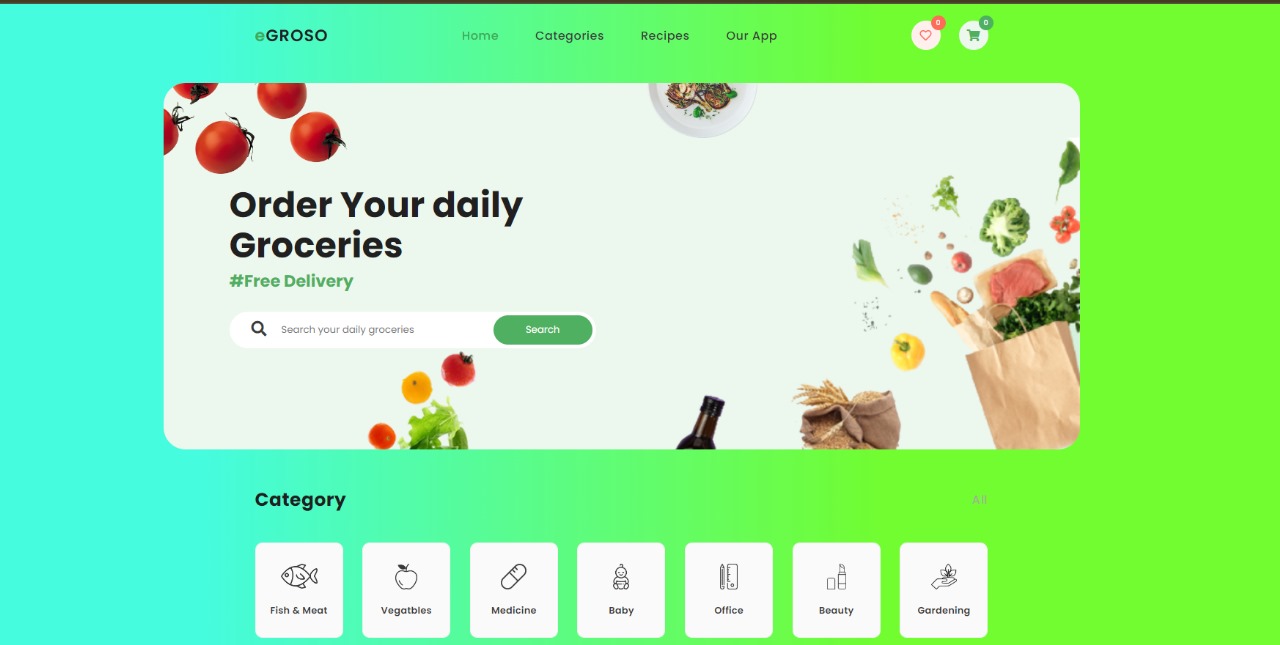 eGROSO
Home Categories Recipes Our App
0 0
Order Your daily
Groceries
#Free Delivery
Search your daily groceries Search
Category All
Fish & Meat Vegatbles Medicine Baby Office Beauty Gardening